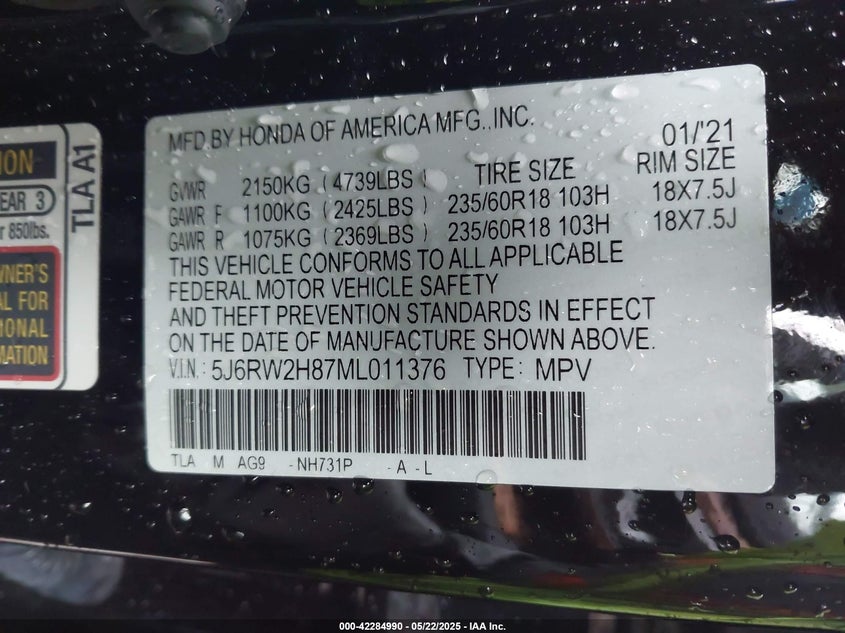 ION
EAR 3
r 850lbs.
WNER'S
AL FOR
IONAL
MATION
TLA A1
MFD.BY HONDA OF AMERICA MFG.,INC. 01/'21
TIRE SIZE RIM SIZE
GVWR 2150KG (4739LBS)
GAWR F 1100KG (2425LBS) 235/60R18 103H 18X7.5J
GAWR R 1075KG (2369LBS) 235/60R18 103H 18X7.5J
THIS VEHICLE CONFORMS TO ALL APPLICABLE
FEDERAL MOTOR VEHICLE SAFETY
AND THEFT PREVENTION STANDARDS IN EFFECT
ON THE DATE OF MANUFACTURE SHOWN ABOVE.
V.I.N.: 5J6RW2H87ML011376 TYPE: MPV
TLA M AG9 -NH731P -A -L
000-42284990 - 05/22/2025 - IAA Inc.